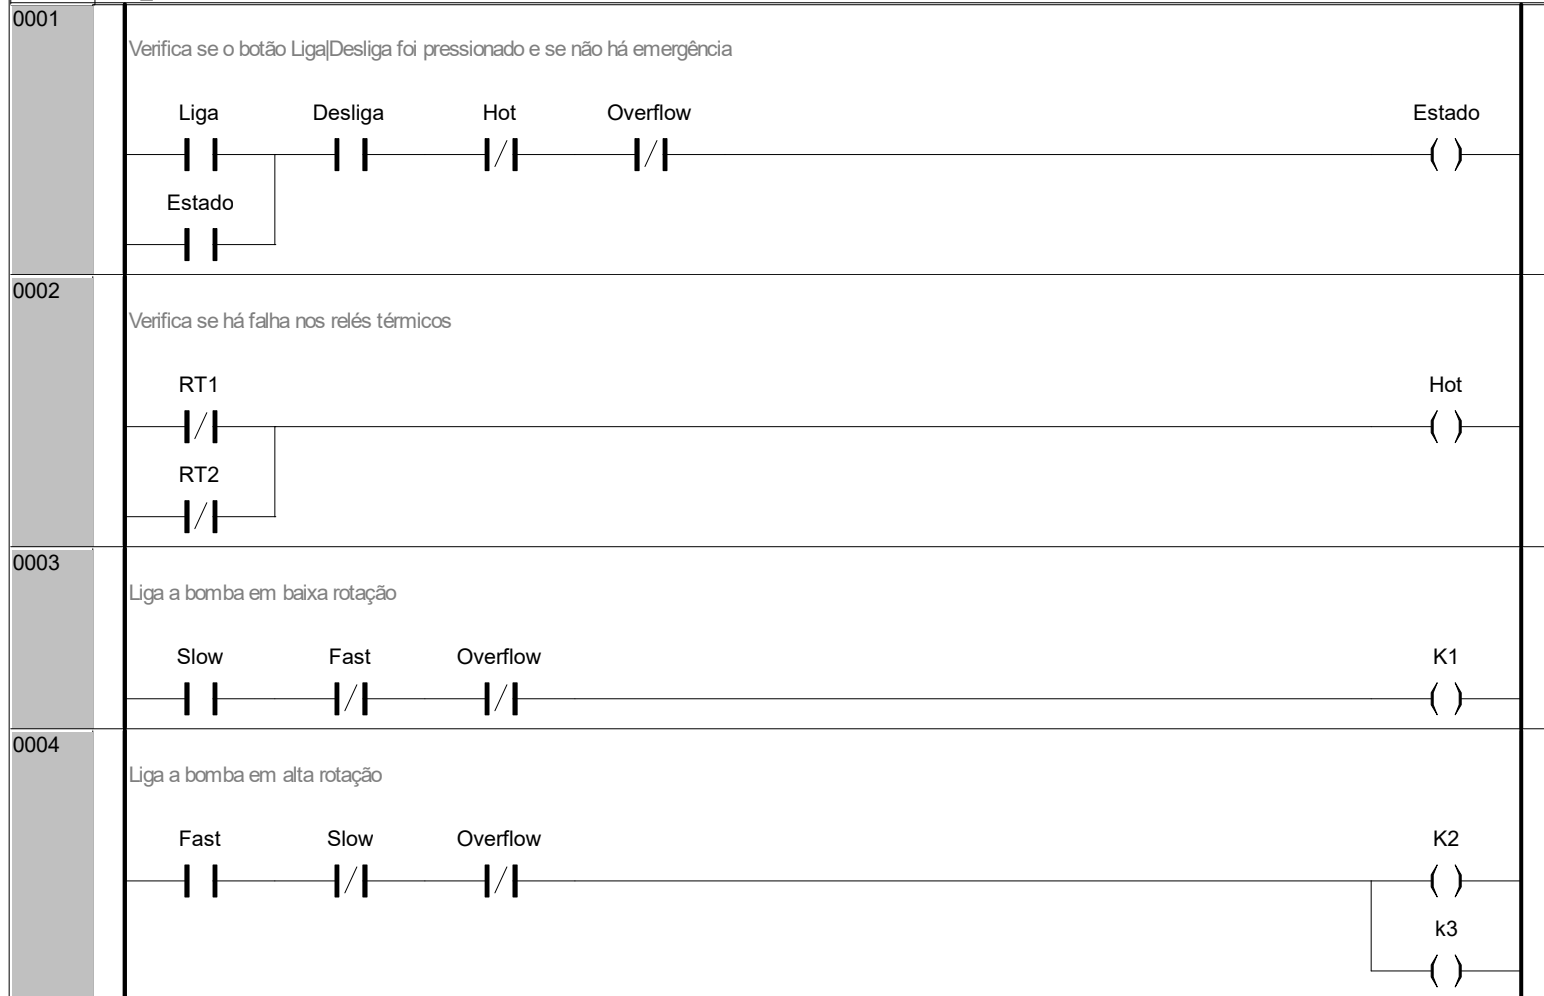 0001
Verifica se o botão Liga|Desliga foi pressionado e se não há emergência
Liga Desliga Hot Overflow Estado
Estado
0002
Verifica se há falha nos relés térmicos
RT1 Hot
RT2
0003
Liga a bomba em baixa rotação
Slow Fast Overflow K1
0004
Liga a bomba em alta rotação
Fast Slow Overflow K2
k3